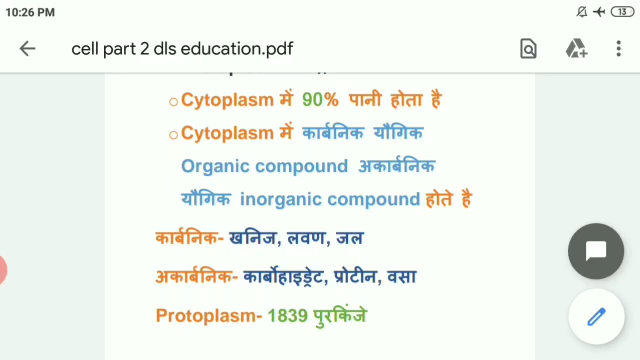 10:26 PM
13
cell part 2 dls education.pdf
○ Cytoplasm में 90% पानी होता है
○ Cytoplasm में कार्बनिक यौगिक
Organic compound अकार्बनिक
यौगिक inorganic compound होते है
कार्बनिक- खनिज, लवण, जल
अकार्बनिक- कार्बोहाइड्रेट, प्रोटीन, वसा
Protoplasm- 1839 पुरकिंजे